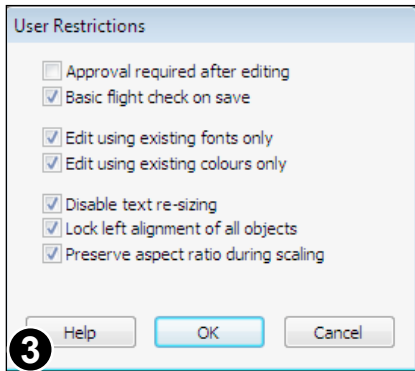 User Restrictions
Approval required after editing
Basic flight check on save
Edit using existing fonts only
Edit using existing colours only
Disable text re-sizing
Lock left alignment of all objects
Preserve aspect ratio during scaling
Help OK Cancel
3